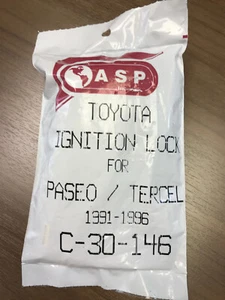 ASP
TOYOTA
IGNITION LOCK
FOR
PASEO / TERCEL
1991-1996
C-30-146